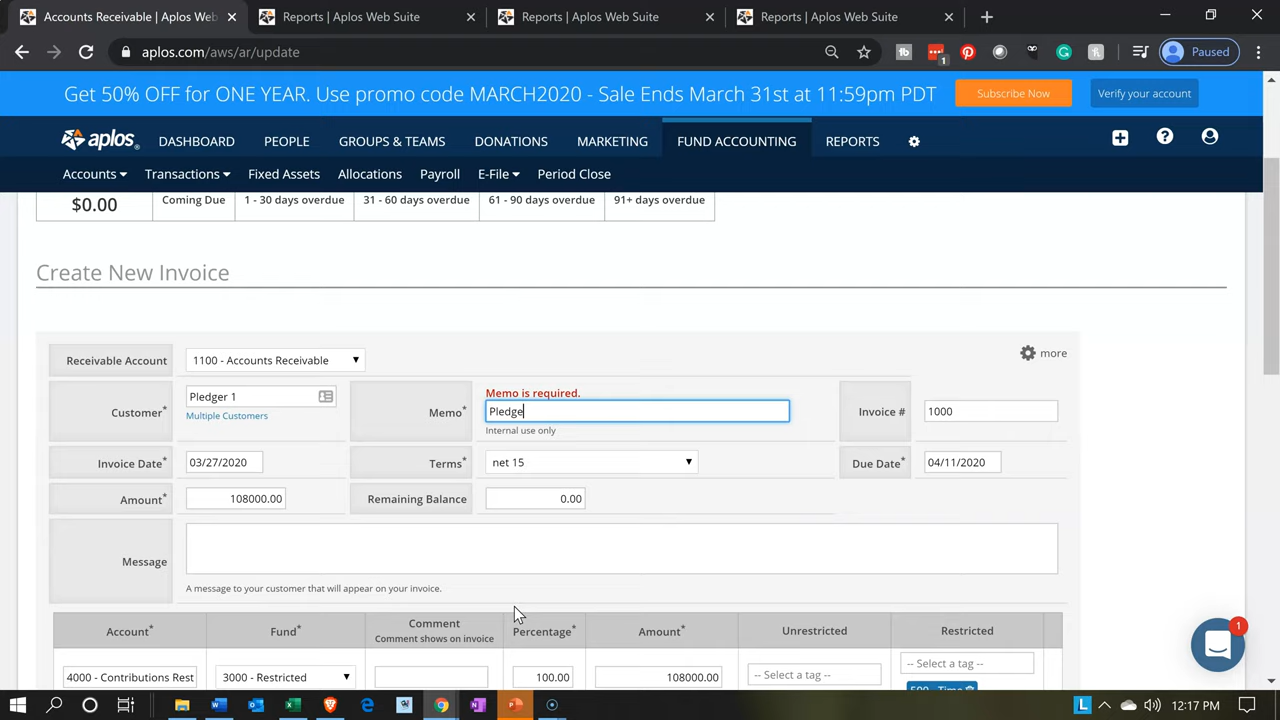 Accounts Receivable | Aplos Web
Reports | Aplos Web Suite
Reports | Aplos Web Suite
Reports | Aplos Web Suite
aplos.com/aws/ar/update
1
Paused
Get 50% OFF for ONE YEAR. Use promo code MARCH2020 - Sale Ends March 31st at 11:59pm PDT
Subscribe Now
Verify your account
aplos
DASHBOARD
PEOPLE
GROUPS & TEAMS
DONATIONS
MARKETING
FUND ACCOUNTING
REPORTS
Accounts
Transactions
Fixed Assets
Allocations
Payroll
E-File
Period Close
$0.00
Coming Due
1 - 30 days overdue
31 - 60 days overdue
61 - 90 days overdue
91+ days overdue
Create New Invoice
Receivable Account
1100 - Accounts Receivable
more
Customer*
Pledger 1
Multiple Customers
Memo*
Memo is required.
Pledge
Internal use only
Invoice #
1000
Invoice Date*
03/27/2020
Terms*
net 15
Due Date*
04/11/2020
Amount*
108000.00
Remaining Balance
0.00
Message
A message to your customer that will appear on your invoice.
Account*
Fund*
Comment
Comment shows on invoice
Percentage*
Amount*
Unrestricted
Restricted
4000 - Contributions Rest
3000 - Restricted
100.00
108000.00
-- Select a tag --
-- Select a tag --
500 - Time
1
12:17 PM